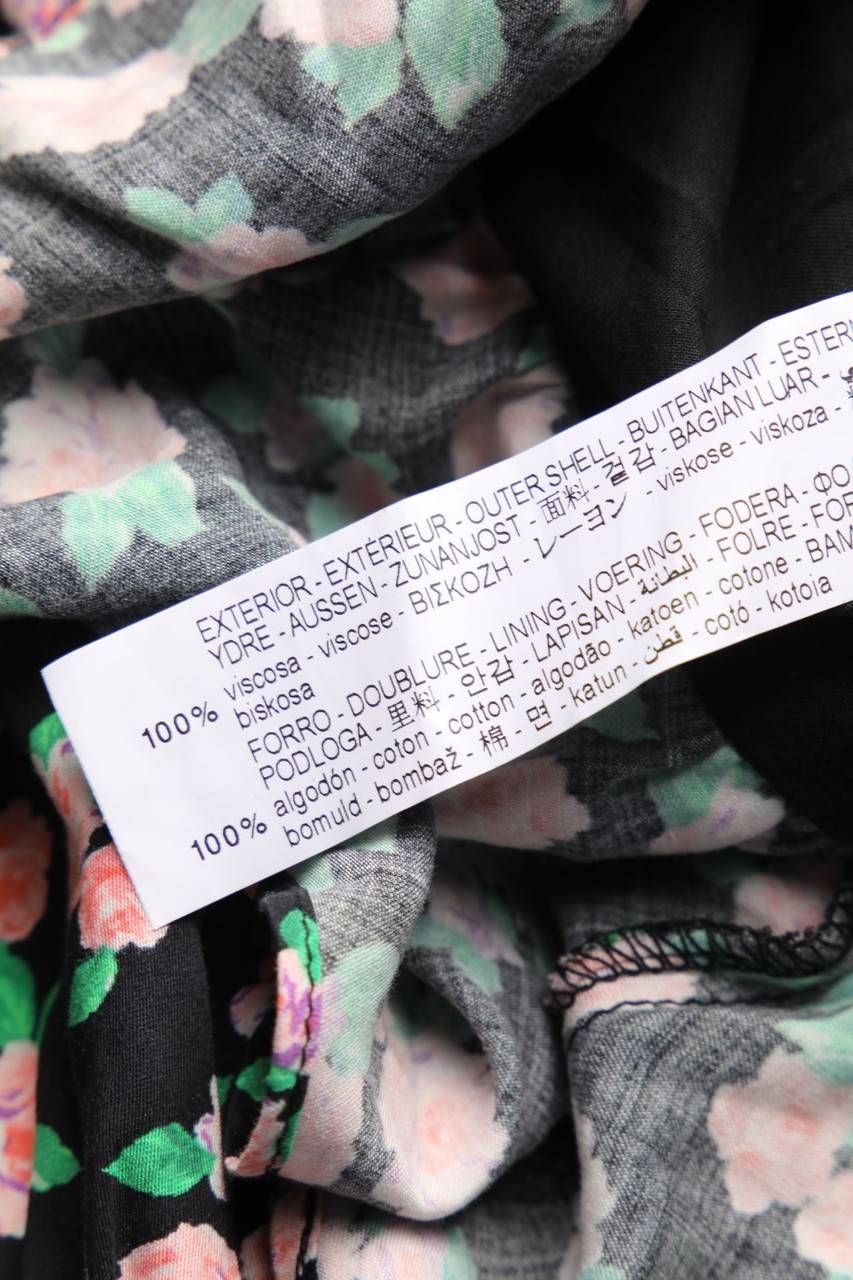 EXTERIOR - EXTÉRIEUR - OUTER SHELL - BUITENKANT - ESTERN
YDRE - AUSSEN - ZUNANJOST - 面料 - 겉감 - BAGIAN LUAR -
100% viscosa - viscose - ΒΙΣΚΟΖΗ - レーヨン - viskose - viskoza -
biskosa
FORRO - DOUBLURE - LINING - VOERING - FODERA - ΦΟ
PODLOGA - 里料 - 안감 - LAPISAN - البطانة - FOLRE - FOR
100% algodón - coton - cotton - algodão - katoen - cotone - BAM
bomuld - bombaž - 棉 - 면 - katun - قطن - cotó - kotoia